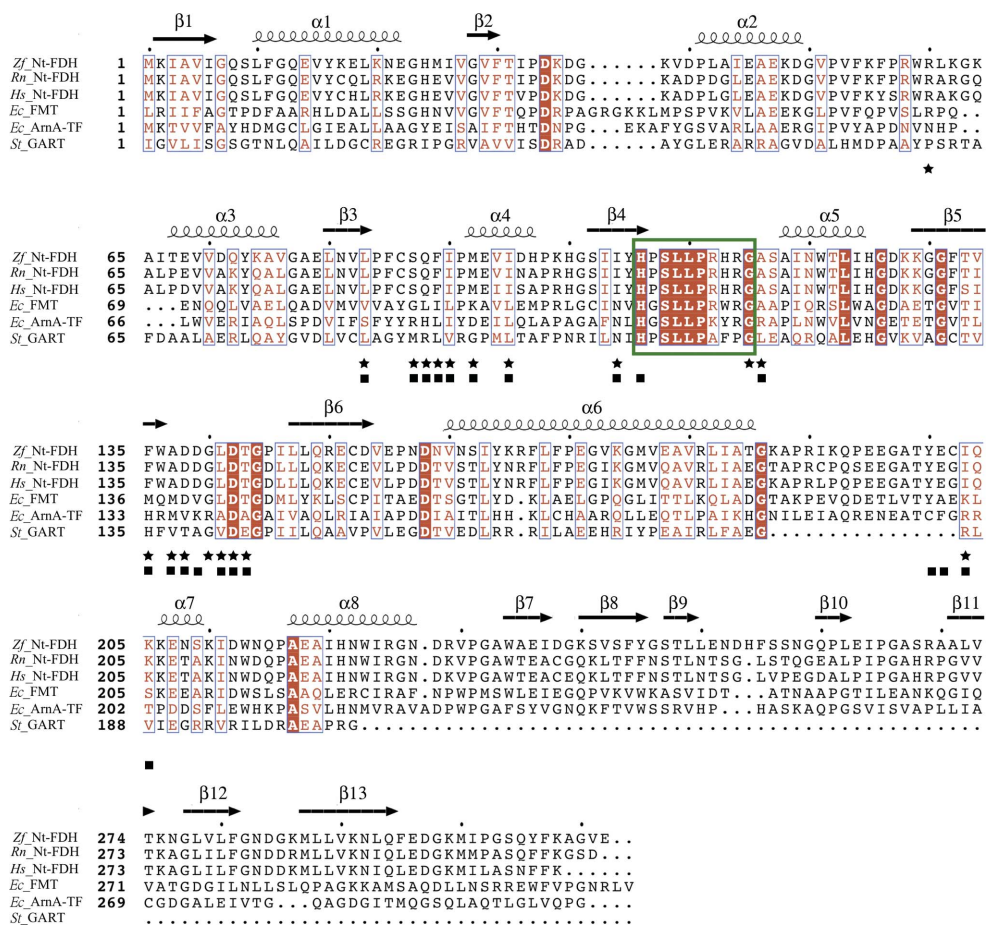 β1 α1 β2 α2
Zf_Nt-FDH 1 MKIAVIGQSLFGQEVYKELKNEGHMIVGVFTIPDKDG......KVDPLAIEAEKDGVPVFKFPRWRLKGK
Rn_Nt-FDH 1 MKIAVIGQSLFGQEVYCQLRKEGHEVVGVFTIPDKDG......KADPLGLEAEKDGVPVFKFPRWRARGQ
Hs_Nt-FDH 1 MKIAVIGQSLFGQEVYCHLRKEGHEVVGVFTVPDKDG......KADPLGLEAEKDGVPVFKYSRWRAKGQ
Ec_FMT 1 LRIIFAGTPDFAARHLDALLSSGHNVVGVFTQPDRPAGRGKKLMPSPVKVLAEEKGLPVFQPVSLRPQ..
Ec_ArnA-TF 1 MKTVVFAYHDMGCLGIEALLAAGYEISAIFTHTDNPG...EKAFYGSVARLAAERGIPVYAPDNVNHP..
St_GART 1 IGVLISGSGTNLQAILDGCREGRIPGRVAVVISDRAD......AYGLERARRAGVDALHMDPAAYPSRTA
α3 β3 α4 β4 α5 β5
Zf_Nt-FDH 65 AITEVVDQYKAVGAELNVLPFCSQFIPMEVIDHPKHGSIIYHPSLLPRHRGASAINWTLIHGDKKGGFTV
Rn_Nt-FDH 65 ALPEVVAKYQALGAELNVLPFCSQFIPMEVINAPRHGSIIYHPSLLPRHRGASAINWTLIHGDKKGGFTI
Hs_Nt-FDH 65 ALPDVVAKYQALGAELNVLPFCSQFIPMEIISAPRHGSIIYHPSLLPRHRGASAINWTLIHGDKKGGFSI
Ec_FMT 69 ...ENQQLVAELQADVMVVVAYGLILPKAVLEMPRLGCINVHGSLLPRWRGAAPIQRSLWAGDAETGVTI
Ec_ArnA-TF 66 ..LWVERIAQLSPDVIFSFYYRHLIYDEILQLAPAGAFNLHGSLLPKYRGRAPLNWVLVNGETETGVTL
St_GART 65 FDAALAERLQAYGVDLVCLAGYMRLVRGPMLTAFPNRILNIHPSLLPAFPGLEAQRQALEHGVKVAGCTV
β6 α6
Zf_Nt-FDH 135 FWADDGLDTGPILLQRECDVEPNDNVNSIYKRFLFPEGVKGMVEAVRLIATGKAPRIKQPEEGATYECIQ
Rn_Nt-FDH 135 FWADDGLDTGDLLLQKECEVLPDDTVSTLYNRFLFPEGIKGMVQAVRLIAEGTAPRCPQSEEGATYEGIQ
Hs_Nt-FDH 135 FWADDGLDTGDLLLQKECEVLPDDTVSTLYNRFLFPEGIKGMVQAVRLIAEGKAPRLPQPEEGATYEGIQ
Ec_FMT 136 MQMDVGLDTGDMLYKLSCPITAEDTSGTLYD.KLAELGPQGLITTLKQLADGTAKPEVQDETLVTYAEKL
Ec_ArnA-TF 133 HRMVKRADAGAIVAQLRIAIAPDDIAITLHH.KLCHAARQLLEQTLPAIKHGNILEIAQRENEATCFGRR
St_GART 135 HFVTAGVDEGPIILQAAVPVLEGDTVEDLRR.RILAEEHRIYPEAIRLFAEG................RL
α7 α8 β7 β8 β9 β10 β11
Zf_Nt-FDH 205 KKENSKIDWNQPAEAIHNWIRGN.DRVPGAWAEIDGKSVSFYGSTLLENDHFSSNGQPLEIPGASRAALV
Rn_Nt-FDH 205 KKETAKINWDQPAEAIHNWIRGN.DKVPGAWTEACGQKLTFFNSTLNTSG.LSTQGEALPIPGAHRPGVV
Hs_Nt-FDH 205 KKETAKINWDQPAEAIHNWIRGN.DKVPGAWTEACEQKLTFFNSTLNTSG.LVPEGDALPIPGAHRPGVV
Ec_FMT 205 SKEEARIDWSLSAAQLERCIRAF.NPWPMSWLEIEGQPVKVWKASVIDT...ATNAAPGTILEANKQGIQ
Ec_ArnA-TF 202 TPDDSFLEWHKPASVLHNMVRAVADPWPGAFSYVGNQKFTVWSSRVHP...HASKAQPGSVISVAPLLIA
St_GART 188 VIEGRRVRILDRAEAPRG....................................................
β12 β13
Zf_Nt-FDH 274 TKNGLVLFGNDGKMLLVKNLQFEDGKMIPGSQYFKAGVE..
Rn_Nt-FDH 273 TKAGLILFGNDDRMLLVKNIQLEDGKMMPASQFFKGSD...
Hs_Nt-FDH 273 TKAGLILFGNDDKMLLVKNIQLEDGKMILASNFFK......
Ec_FMT 271 VATGDGILNLLSLQPAGKKAMSAQDLLNSRREWFVPGNRLV
Ec_ArnA-TF 269 CGDGALEIVTG...QAGDGITMQGSQLAQTLGLVQPG....
St_GART .........................................